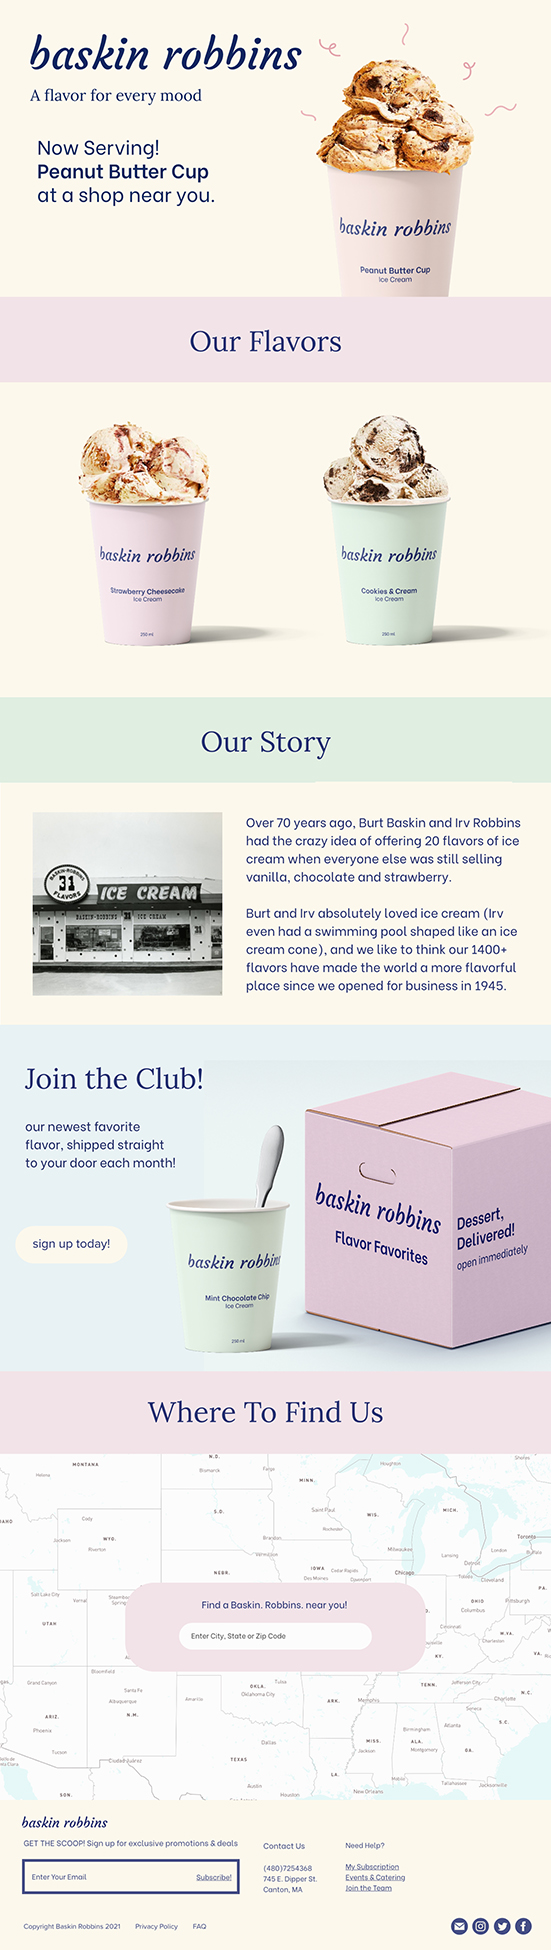 baskin robbins
A flavor for every mood
Now Serving!
Peanut Butter Cup
at a shop near you.
baskin robbins
Peanut Butter Cup
Ice Cream
Our Flavors
baskin robbins
Strawberry Cheesecake
Ice Cream
250 ml
baskin robbins
Cookies & Cream
Ice Cream
250 ml
Our Story
BASKIN-ROBBINS
31
FLAVORS
ICE CREAM
BASKIN-ROBBINS
ICE CREAM
Over 70 years ago, Burt Baskin and Irv Robbins
had the crazy idea of offering 20 flavors of ice
cream when everyone else was still selling
vanilla, chocolate and strawberry.
Burt and Irv absolutely loved ice cream (Irv
even had a swimming pool shaped like an ice
cream cone), and we like to think our 1400+
flavors have made the world a more flavorful
place since we opened for business in 1945.
Join the Club!
our newest favorite
flavor, shipped straight
to your door each month!
sign up today!
baskin robbins
Mint Chocolate Chip
Ice Cream
250 ml
baskin robbins
Flavor Favorites
Dessert,
Delivered!
open immediately
Where To Find Us
MONTANA
Helena
N.D.
Bismarck
Fargo
MINN.
Houghton
Cody
WYO.
Jackson
Riverton
S.D.
Saint Paul
Rochester
WIS.
MICH.
Toronto
Brandon
Vermillion
Milwaukee
Lansing
London
Detroit
NEBR.
IOWA
Cedar Rapids
Des Moines
Davenport
Chicago
Toledo
Cleveland
PA.
Salt Lake City
UTAH
OHIO
Pittsburgh
Columbus
Find a Baskin. Robbins. near you!
Enter City, State or Zip Code
W.VA.
Cincinnati
Charleston
VA.
KY.
Bloomfield
Grand Canyon
Santa Fe
Albuquerque
Amarillo
OKLA.
Tulsa
Oklahoma City
ARK.
Memphis
TENN.
Jefferson City
N.C.
Charlotte
Seneca
ARIZ.
Phoenix
N.M.
Tucson
Ciudad Juárez
Dallas
TEXAS
MISS.
Jackson
ALA.
Birmingham
Montgomery
Atlanta
GA.
S.C.
LA.
Mobile
Austin
Houston
New Orleans
Tallahassee
Jacksonville
SON.
baskin robbins
GET THE SCOOP! Sign up for exclusive promotions & deals
Enter Your Email
Subscribe!
Contact Us
(480)7254368
745 E. Dipper St.
Canton, MA
Need Help?
My Subscription
Events & Catering
Join the Team
Copyright Baskin Robbins 2021
Privacy Policy
FAQ